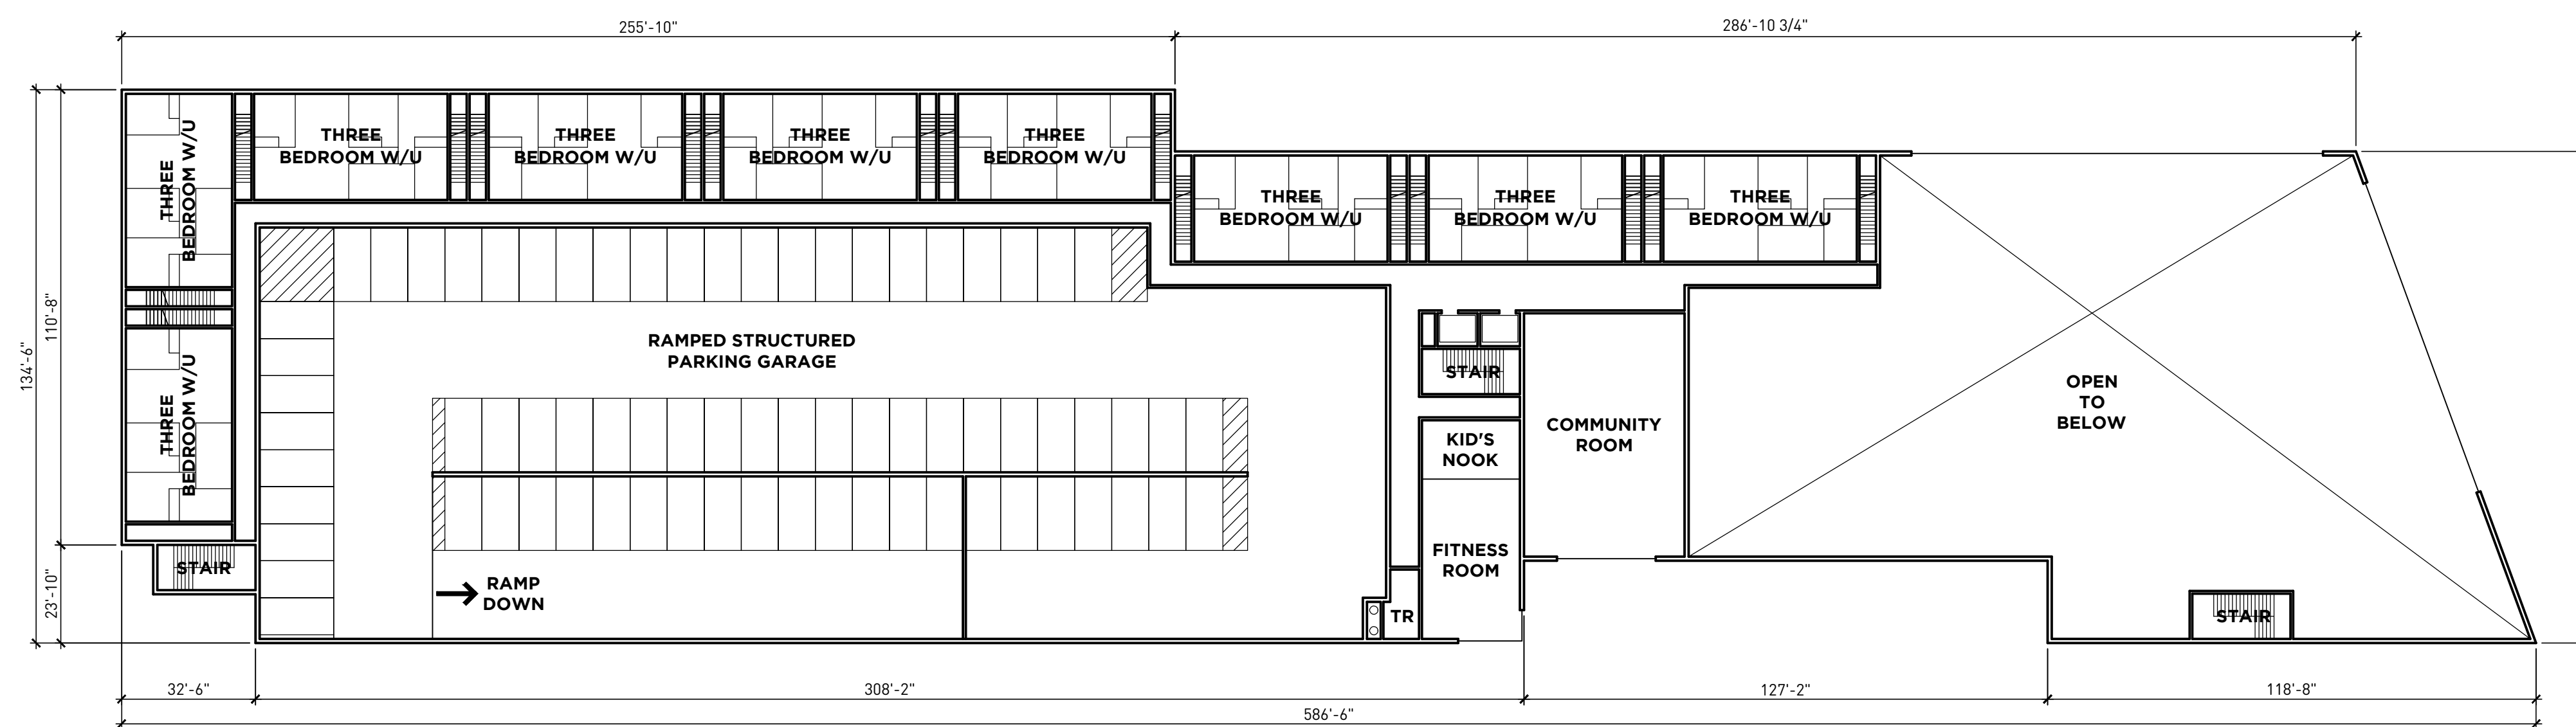 255'-10"
286'-10 3/4"
THREE
BEDROOM W/U
THREE
BEDROOM W/U
THREE
BEDROOM W/U
THREE
BEDROOM W/U
THREE
BEDROOM W/U
THREE
BEDROOM W/U
THREE
BEDROOM W/U
THREE
BEDROOM W/U
THREE
BEDROOM W/U
134'-6"
110'-8"
23'-10"
RAMPED STRUCTURED
PARKING GARAGE
STAIR
KID'S
NOOK
COMMUNITY
ROOM
OPEN
TO
BELOW
FITNESS
ROOM
STAIR
RAMP
DOWN
TR
STAIR
32'-6"
308'-2"
127'-2"
118'-8"
586'-6"